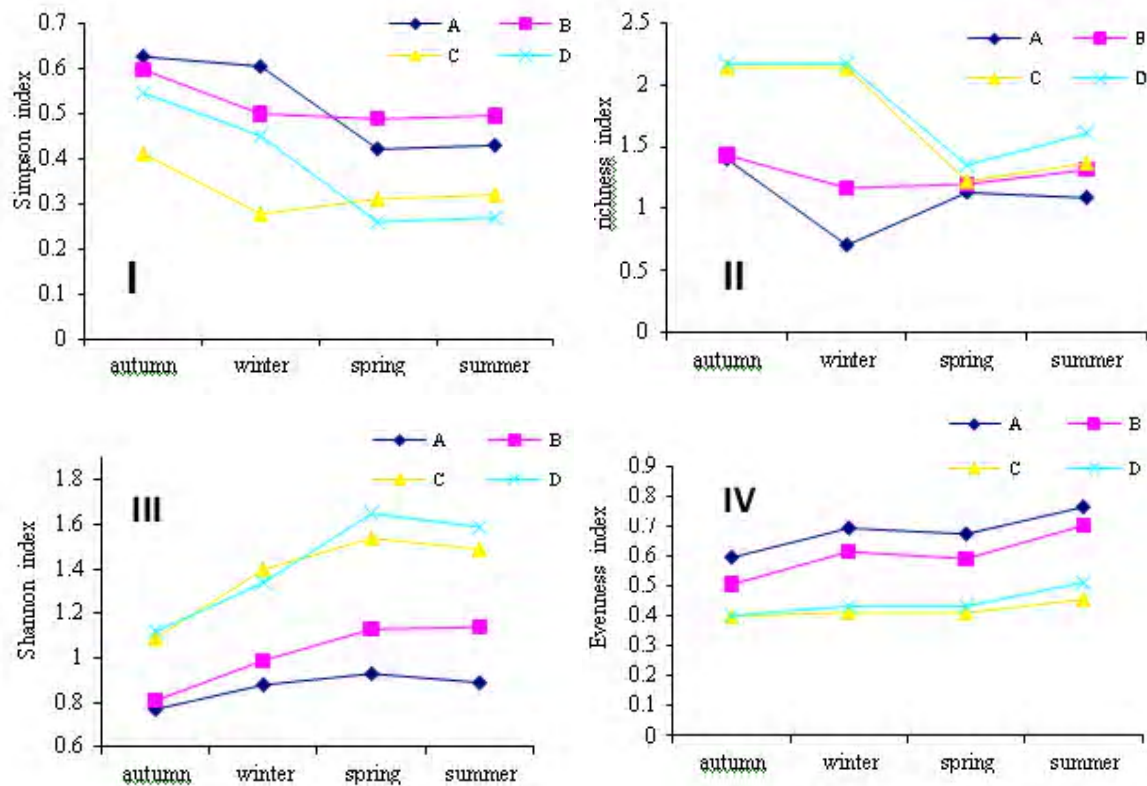 A B
C D
0.7
0.6
0.5
0.4
0.3
0.2
0.1
0
Simpson index
I
autumn winter spring summer
A B
C D
2.5
2
1.5
1
0.5
0
richness index
II
autumn winter spring summer
A B
C D
1.8
1.6
1.4
1.2
1
0.8
0.6
Shannon index
III
autumn winter spring summer
A B
C D
0.9
0.8
0.7
0.6
0.5
0.4
0.3
0.2
0.1
0
Evenness index
IV
autumn winter spring summer